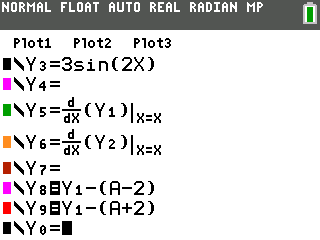 NORMAL FLOAT AUTO REAL RADIAN MP
Plot1 Plot2 Plot3
\Y₃=3sin(2X)
\Y₄=
\Y₅=d/dX(Y₁)|X=X
\Y₆=d/dX(Y₂)|X=X
\Y₇=
\Y₈=Y₁-(A-2)
\Y₉=Y₁-(A+2)
\Y₀=